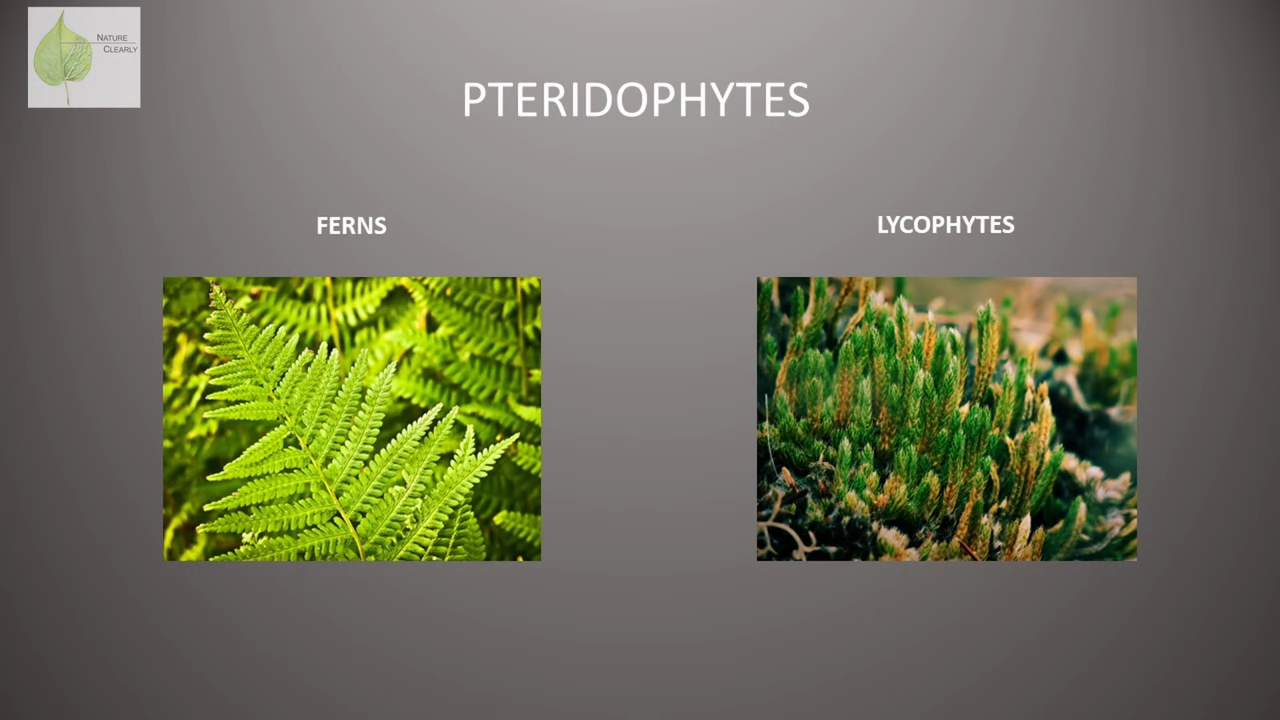 NATURE
CLEARLY
PTERIDOPHYTES
FERNS
LYCOPHYTES